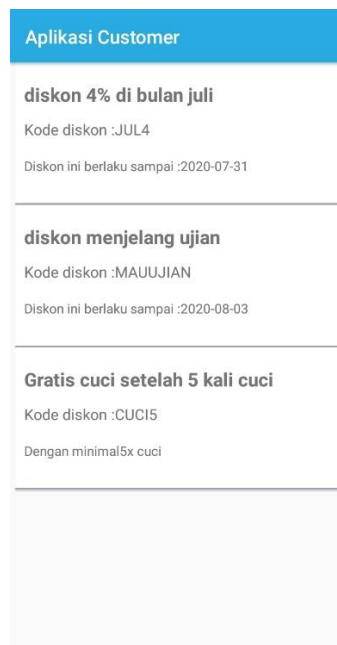 Aplikasi Customer
diskon 4% di bulan juli
Kode diskon :JUL4
Diskon ini berlaku sampai :2020-07-31
diskon menjelang ujian
Kode diskon :MAUUJIAN
Diskon ini berlaku sampai :2020-08-03
Gratis cuci setelah 5 kali cuci
Kode diskon :CUCI5
Dengan minimal5x cuci